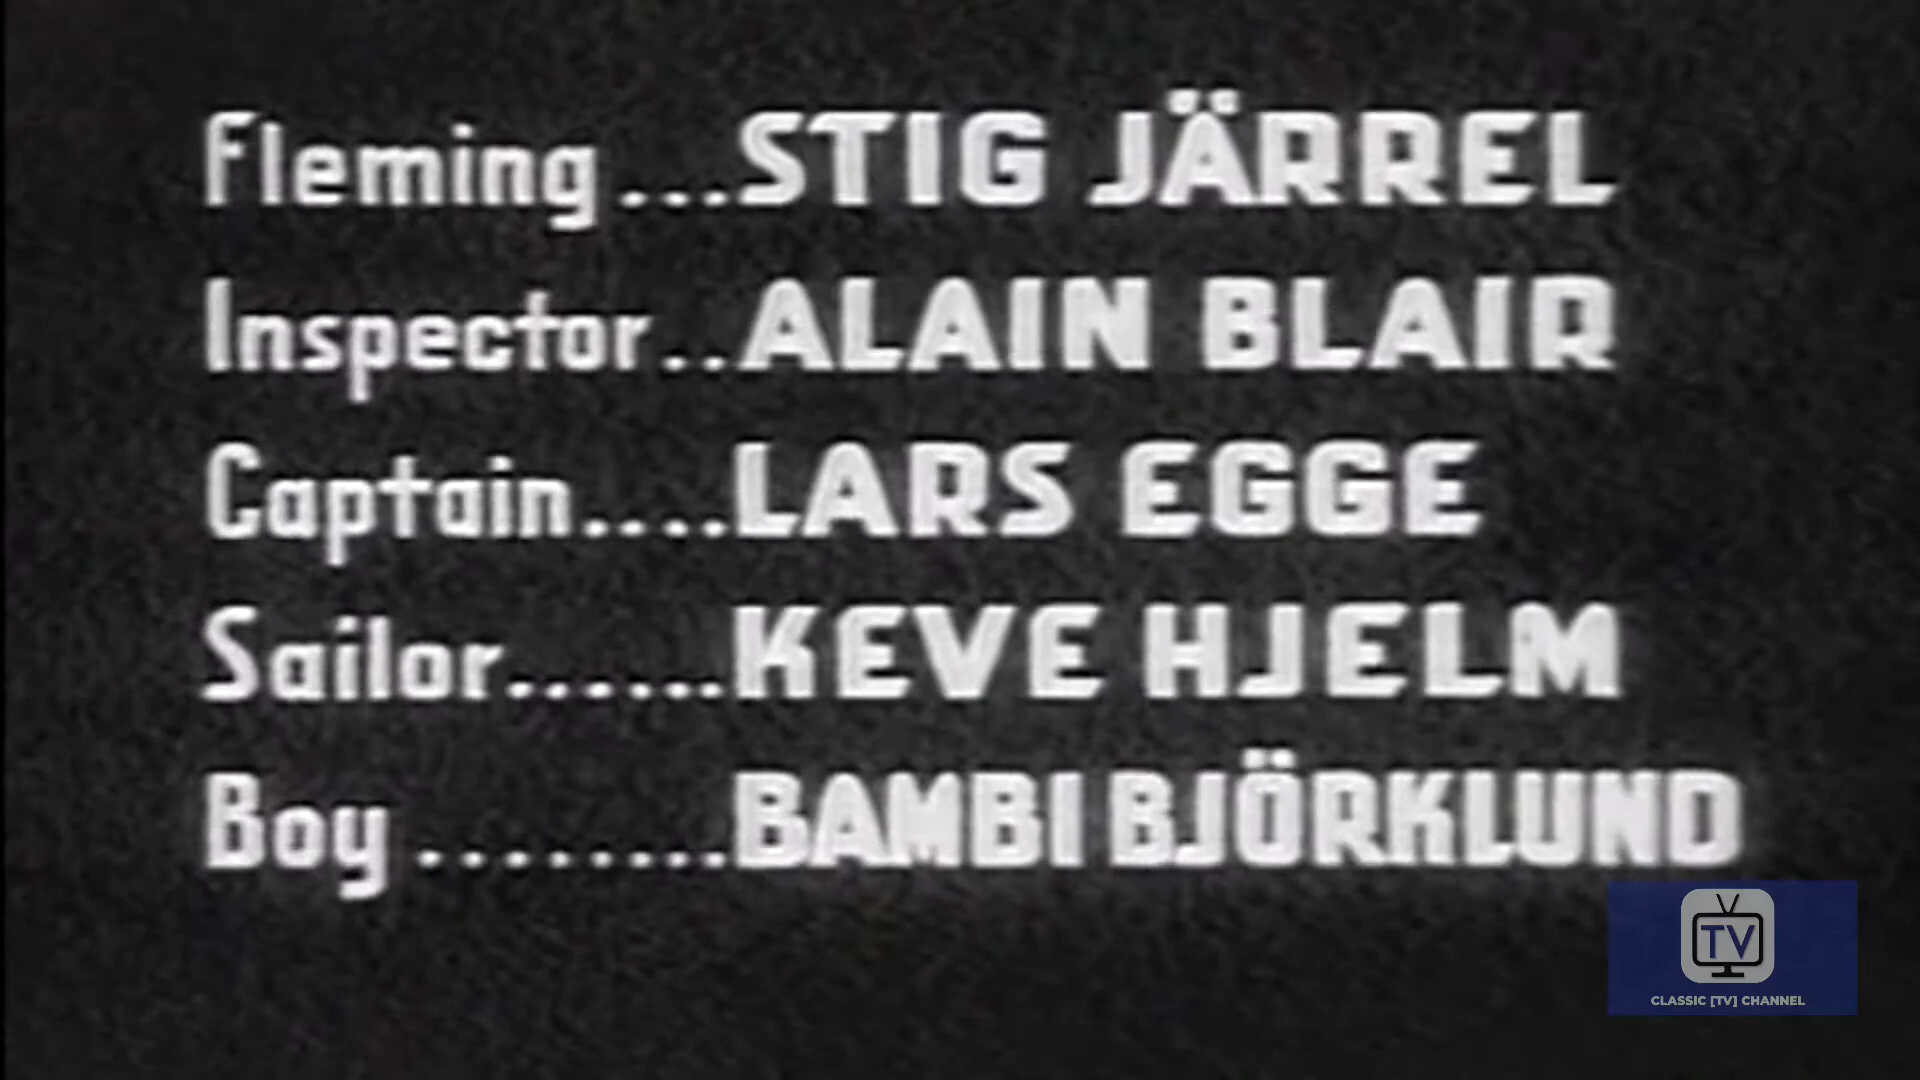 Fleming...STIG JÄRREL
Inspector..ALAIN BLAIR
Captain....LARS EGGE
Sailor......KEVE HJELM
Boy........BAMBI BJÖRKLUND
TV
CLASSIC [TV] CHANNEL